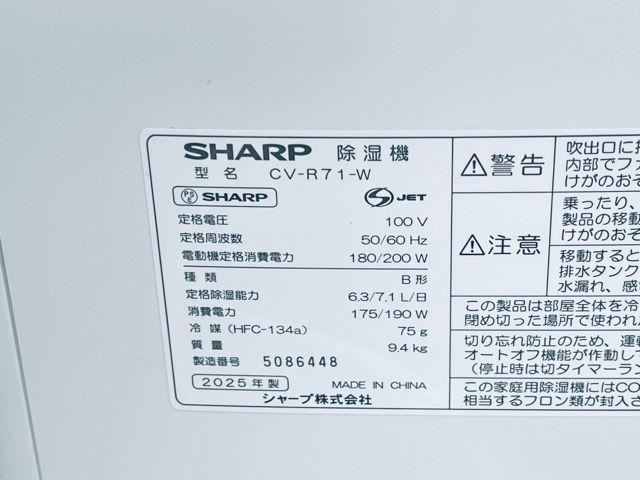 SHARP 除湿機
型 名 CV-R71-W
PSE SHARP S JET
定格電圧 100 V
定格周波数 50/60 Hz
電動機定格消費電力 180/200 W
種 類 B 形
定格除湿能力 6.3/7.1 L/日
消費電力 175/190 W
冷 媒 (HFC-134a) 75 g
質 量 9.4 kg
製造番号 5086448
2025年製 MADE IN CHINA
シャープ株式会社
警告
吹出口に
内部でファ
けがのおそ
注意
乗ったり、
製品の移動
けがのおそ
移動すると
排水タンク
水漏れ、感
この製品は部屋全体を冷
閉め切った場所で使われ
切り忘れ防止のため、運転
オートオフ機能が作動し
(停止時は切タイマーラン
この家庭用除湿機にはCO
相当するフロン類が封入さ